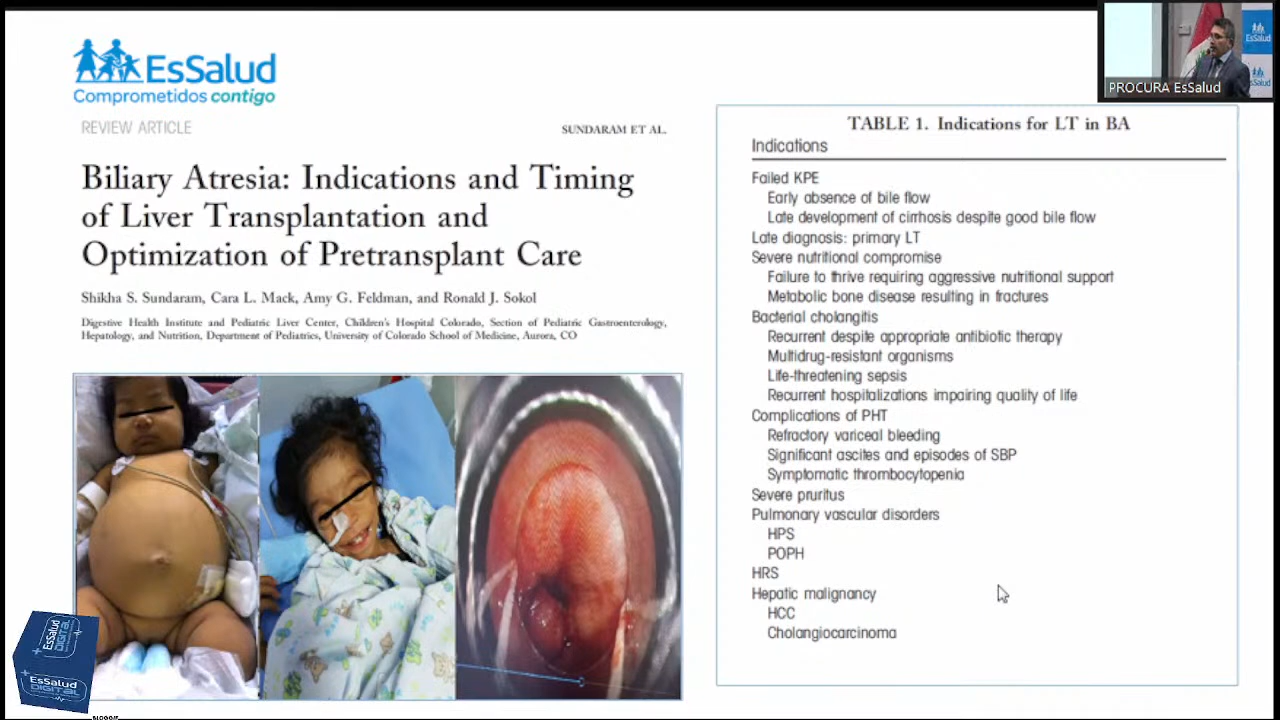 EsSalud
Comprometidos contigo
REVIEW ARTICLE
SUNDARAM ET AL.
Biliary Atresia: Indications and Timing
of Liver Transplantation and
Optimization of Pretransplant Care
Shikha S. Sundaram, Cara L. Mack, Amy G. Feldman, and Ronald J. Sokol
Digestive Health Institute and Pediatric Liver Center, Children's Hospital Colorado, Section of Pediatric Gastroenterology,
Hepatology, and Nutrition, Department of Pediatrics, University of Colorado School of Medicine, Aurora, CO
TABLE 1. Indications for LT in BA
Indications
Failed KPE
Early absence of bile flow
Late development of cirrhosis despite good bile flow
Late diagnosis: primary LT
Severe nutritional compromise
Failure to thrive requiring aggressive nutritional support
Metabolic bone disease resulting in fractures
Bacterial cholangitis
Recurrent despite appropriate antibiotic therapy
Multidrug-resistant organisms
Life-threatening sepsis
Recurrent hospitalizations impairing quality of life
Complications of PHT
Refractory variceal bleeding
Significant ascites and episodes of SBP
Symptomatic thrombocytopenia
Severe pruritus
Pulmonary vascular disorders
HPS
POPH
HRS
Hepatic malignancy
HCC
Cholangiocarcinoma
EsSalud
EsSalud
PROCURA EsSalud
EsSalud
DIGITAL
EsSalud
DIGITAL